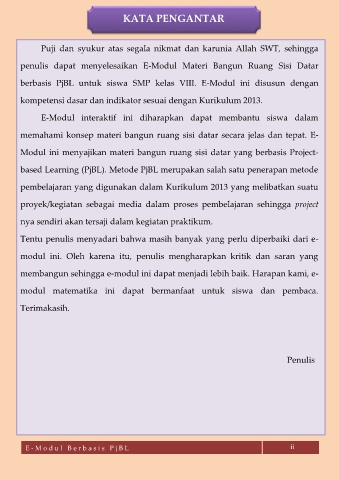 KATA PENGANTAR
Puji dan syukur atas segala nikmat dan karunia Allah SWT, sehingga
penulis dapat menyelesaikan E-Modul Materi Bangun Ruang Sisi Datar
berbasis PjBL untuk siswa SMP kelas VIII. E-Modul ini disusun dengan
kompetensi dasar dan indikator sesuai dengan Kurikulum 2013.
E-Modul interaktif ini diharapkan dapat membantu siswa dalam
memahami konsep materi bangun ruang sisi datar secara jelas dan tepat. E-
Modul ini menyajikan materi bangun ruang sisi datar yang berbasis Project-
based Learning (PjBL). Metode PjBL merupakan salah satu penerapan metode
pembelajaran yang digunakan dalam Kurikulum 2013 yang melibatkan suatu
proyek/kegiatan sebagai media dalam proses pembelajaran sehingga project
nya sendiri akan tersaji dalam kegiatan praktikum.
Tentu penulis menyadari bahwa masih banyak yang perlu diperbaiki dari e-
modul ini. Oleh karena itu, penulis mengharapkan kritik dan saran yang
membangun sehingga e-modul ini dapat menjadi lebih baik. Harapan kami, e-
modul matematika ini dapat bermanfaat untuk siswa dan pembaca.
Terimakasih.
Penulis
E-Modul Berbasis PjBL ii